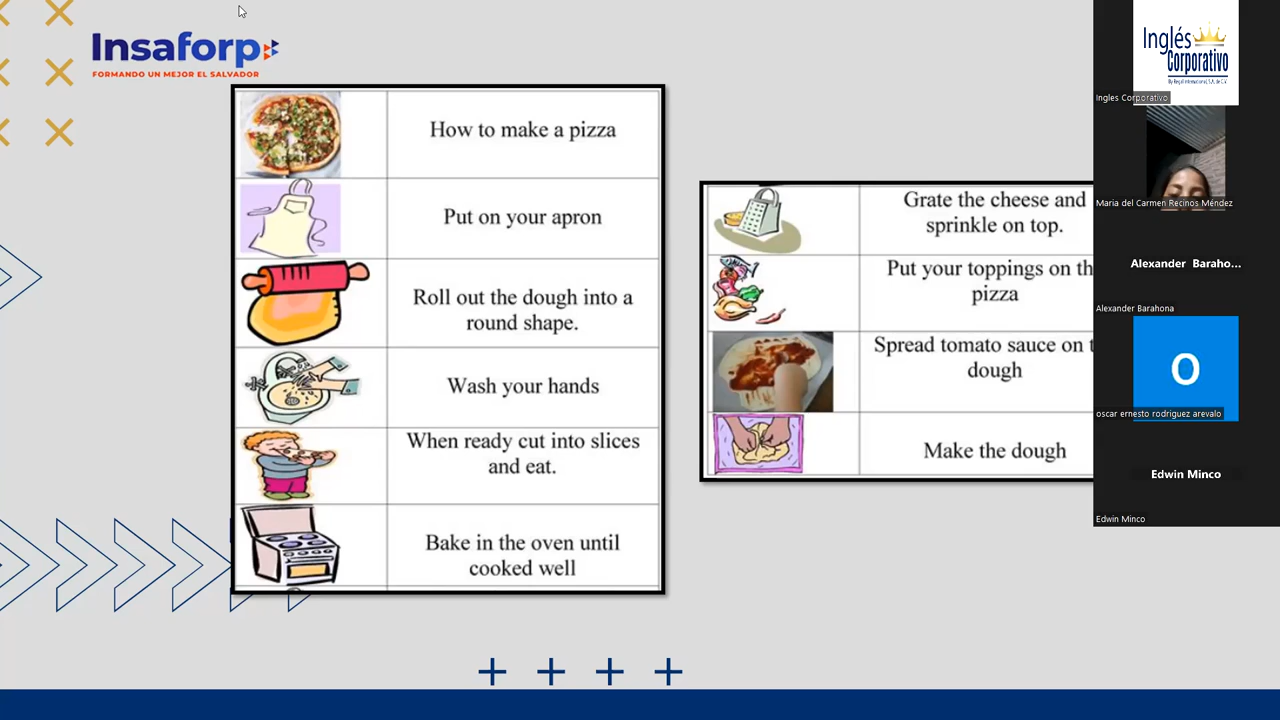 Insaforp
FORMANDO UN MEJOR EL SALVADOR
How to make a pizza
Put on your apron
Roll out the dough into a
round shape.
Wash your hands
When ready cut into slices
and eat.
Bake in the oven until
cooked well
Grate the cheese and
sprinkle on top.
Put your toppings on th
pizza
Spread tomato sauce on t
dough
Make the dough
Inglés
Corporativo
Ingles Corporativo
Maria del Carmen Recinos Méndez
Alexander Baraho...
Alexander Barahona
O
oscar ernesto rodriguez arevalo
Edwin Minco
Edwin Minco